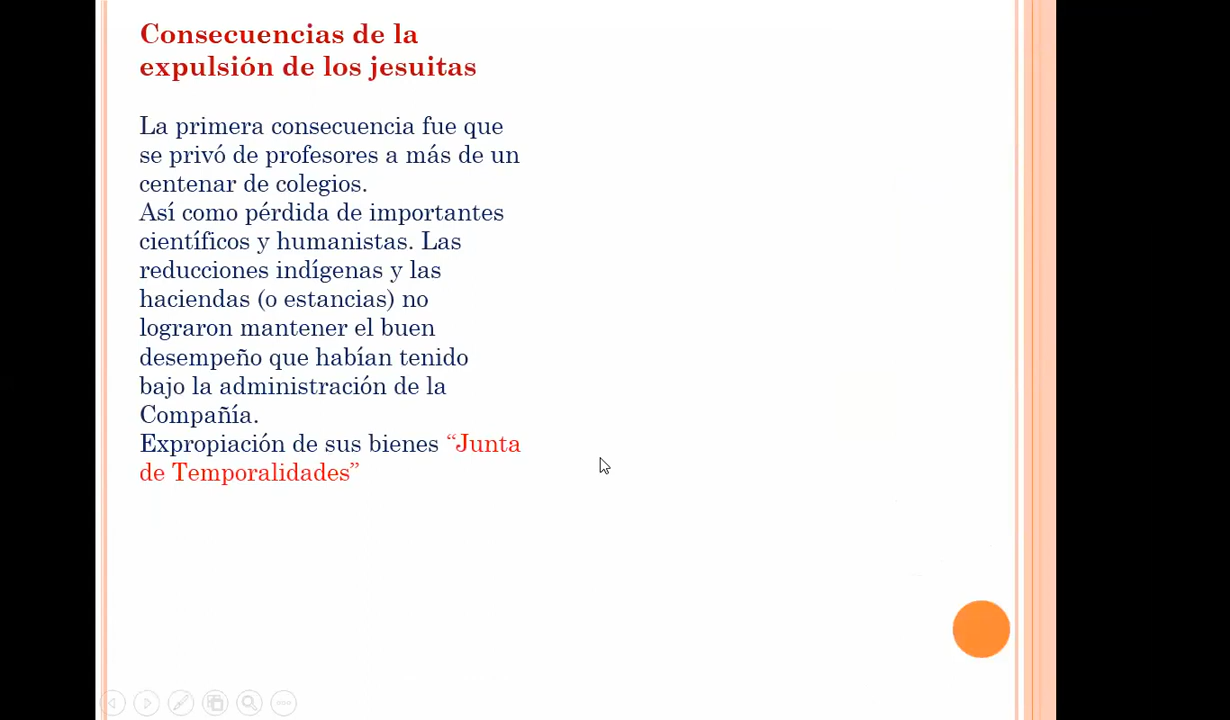 Consecuencias de la
expulsión de los jesuitas
La primera consecuencia fue que
se privó de profesores a más de un
centenar de colegios.
Así como pérdida de importantes
científicos y humanistas. Las
reducciones indígenas y las
haciendas (o estancias) no
lograron mantener el buen
desempeño que habían tenido
bajo la administración de la
Compañía.
Expropiación de sus bienes “Junta
de Temporalidades”